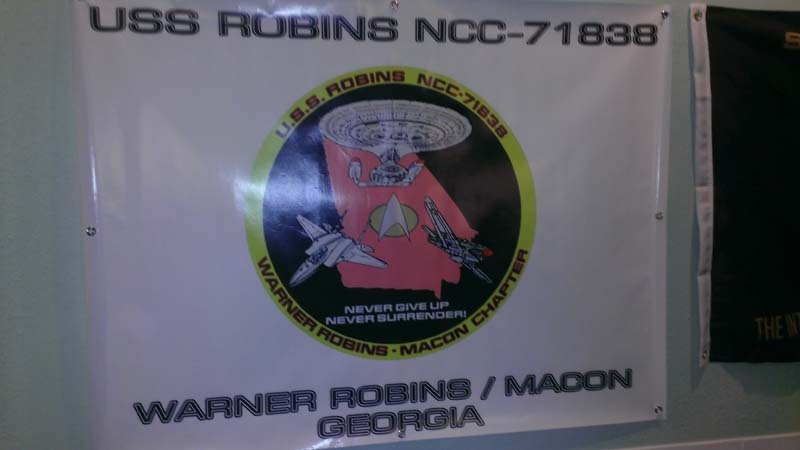 USS ROBINS NCC-71838
U.S.S. ROBINS NCC-71838
NEVER GIVE UP
NEVER SURRENDER!
WARNER ROBINS - MACON CHAPTER
WARNER ROBINS / MACON
GEORGIA
THE